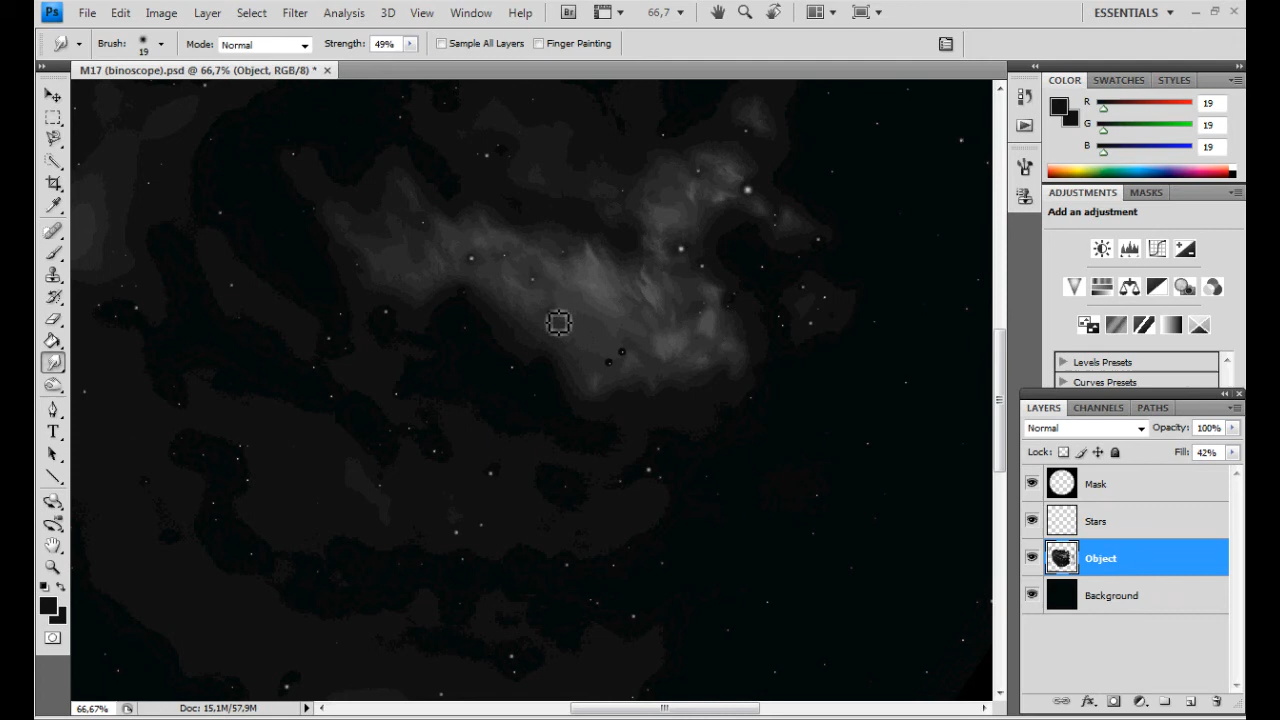 Ps File Edit Image Layer Select Filter Analysis 3D View Window Help Br 66,7 ESSENTIALS
Brush: 19 Mode: Normal Strength: 49% Sample All Layers Finger Painting
M17 (binoscope).psd @ 66,7% (Object, RGB/8) *
COLOR SWATCHES STYLES
R 19
G 19
B 19
ADJUSTMENTS MASKS
Add an adjustment
Levels Presets
Curves Presets
LAYERS CHANNELS PATHS
Normal Opacity: 100%
Lock: Fill: 42%
Mask
Stars
Object
Background
66,67% Doc: 15,1M/57,9M